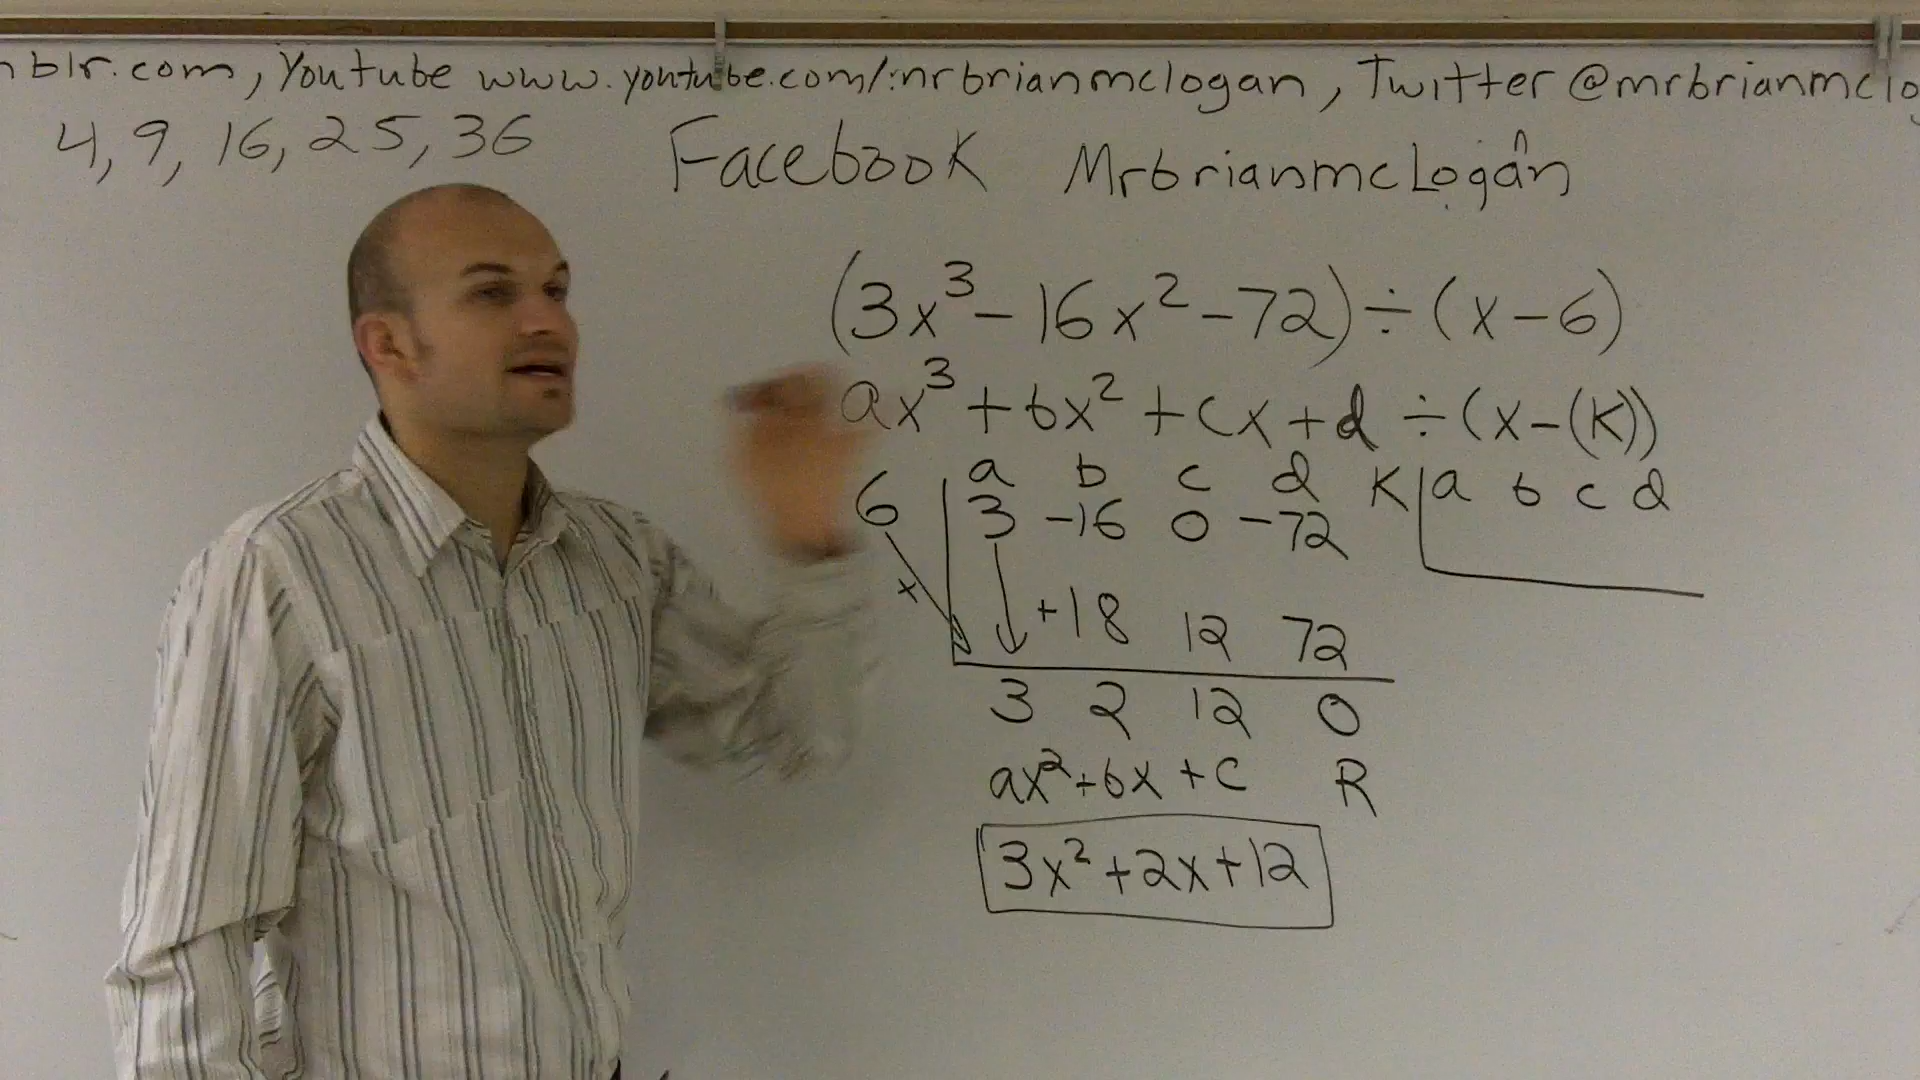 blr.com, Youtube www.youtube.com/mrbrianmclogan, Twitter @mrbrianmclo
4, 9, 16, 25, 36
Facebook MrbrianmcLogan
(3x³ - 16x² - 72) ÷ (x - 6)
ax³ + bx² + cx + d ÷ (x - (K))
a b c d K a b c d
6 3 -16 0 -72
x +18 12 72
3 2 12 0
ax² + bx + c R
3x² + 2x + 12